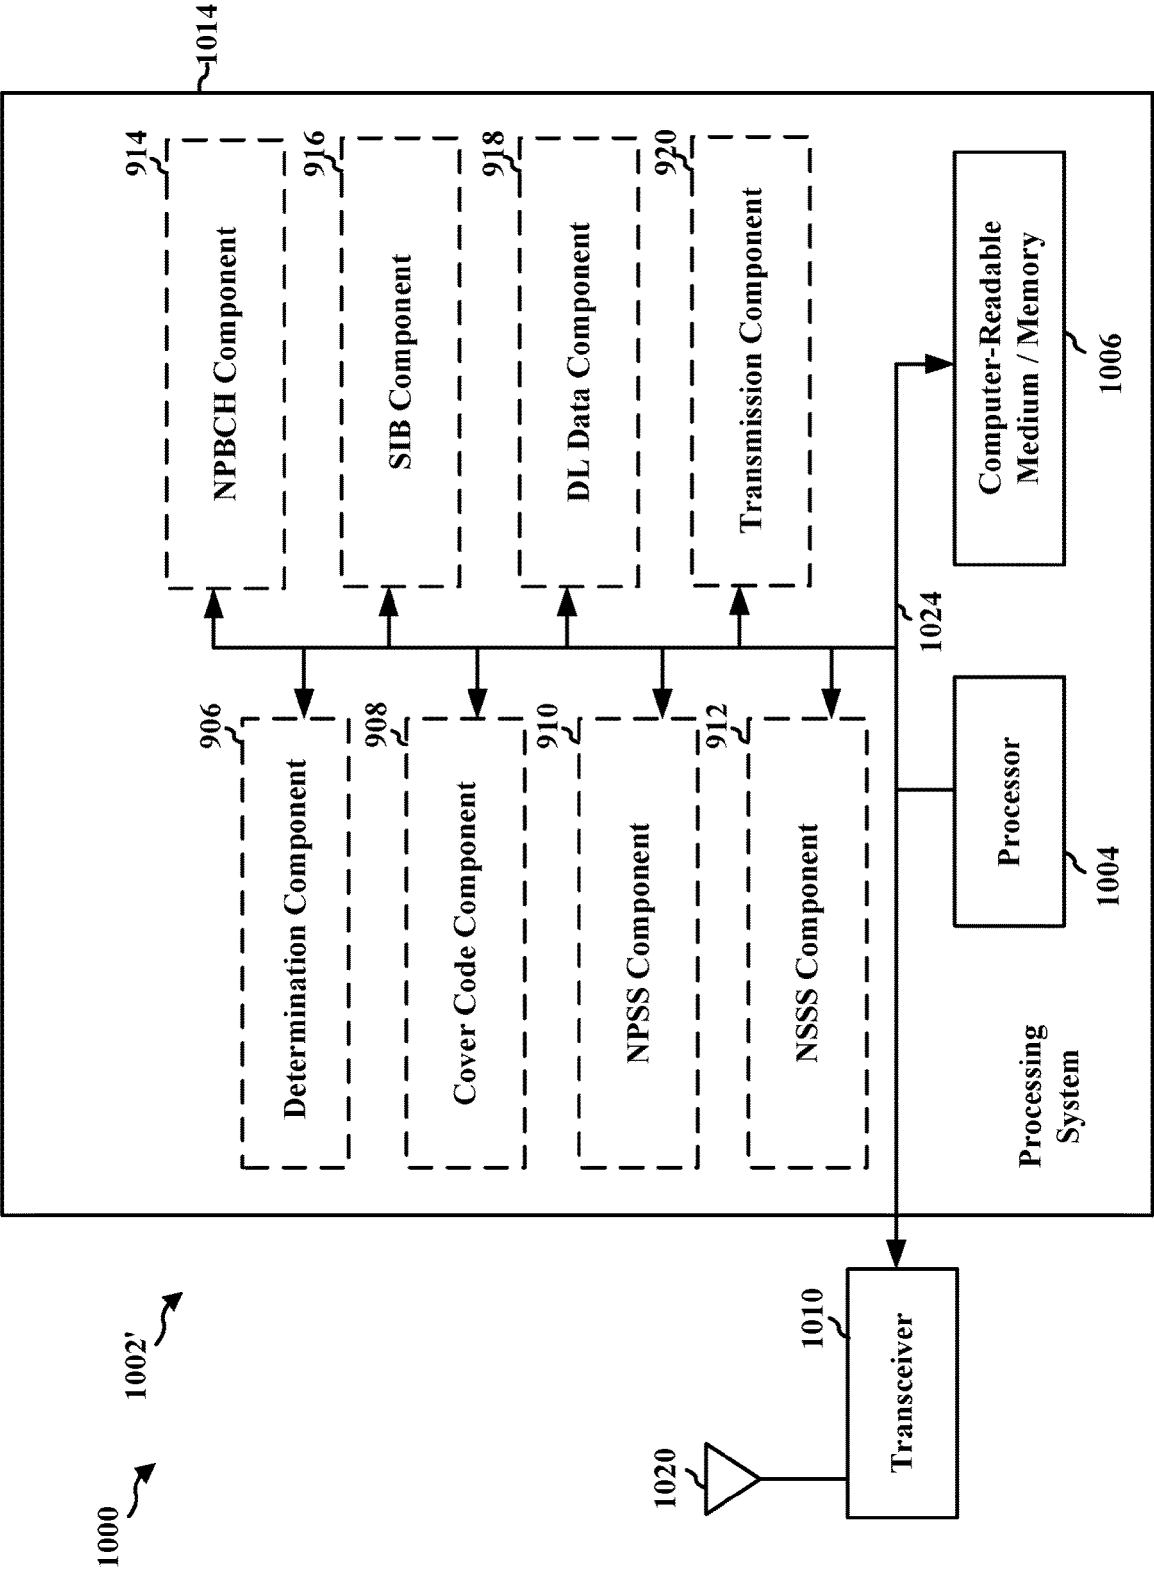 1000
1002'
1014
906
Determination Component
914
NPBCH Component
908
Cover Code Component
916
SIB Component
910
NPSS Component
918
DL Data Component
912
NSSS Component
920
Transmission Component
1020
1010
Transceiver
1024
Processing
System
Processor
1004
Computer-Readable
Medium / Memory
1006